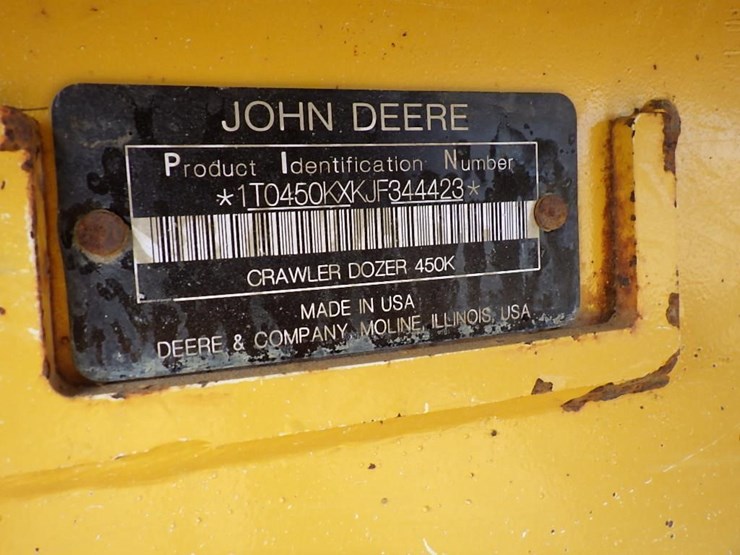 JOHN DEERE
Product Identification Number
*1T0450KXKJF344423*
CRAWLER DOZER 450K
MADE IN USA
DEERE & COMPANY MOLINE, ILLINOIS, USA